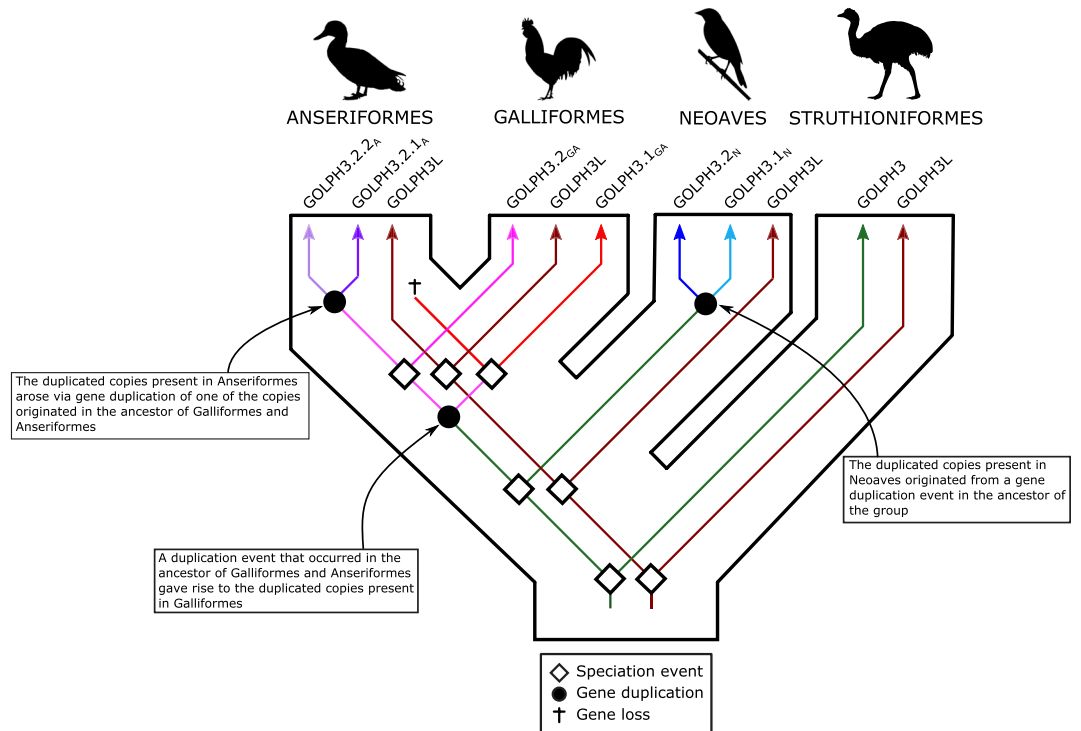 ANSERIFORMES
GALLIFORMES
NEOAVES
STRUTHIONIFORMES
GOLPH3.2.2A
GOLPH3.2.1A
GOLPH3L
GOLPH3.2GA
GOLPH3L
GOLPH3.1GA
GOLPH3.2N
GOLPH3.1N
GOLPH3L
GOLPH3
GOLPH3L
The duplicated copies present in Anseriformes
arose via gene duplication of one of the copies
originated in the ancestor of Galliformes and
Anseriformes
The duplicated copies present in
Neoaves originated from a gene
duplication event in the ancestor of
the group
A duplication event that occurred in the
ancestor of Galliformes and Anseriformes
gave rise to the duplicated copies present
in Galliformes
Speciation event
Gene duplication
Gene loss